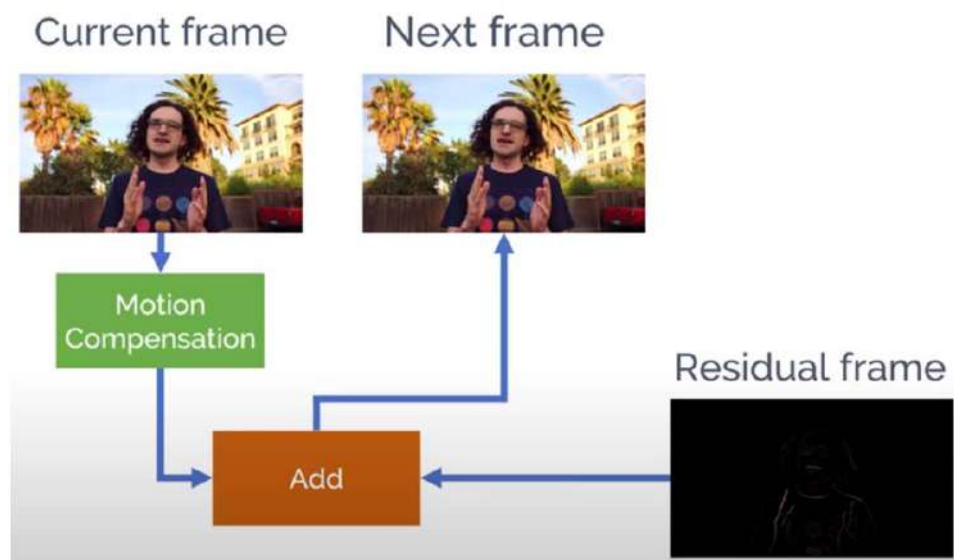 Current frame
Next frame
Motion
Compensation
Residual frame
Add